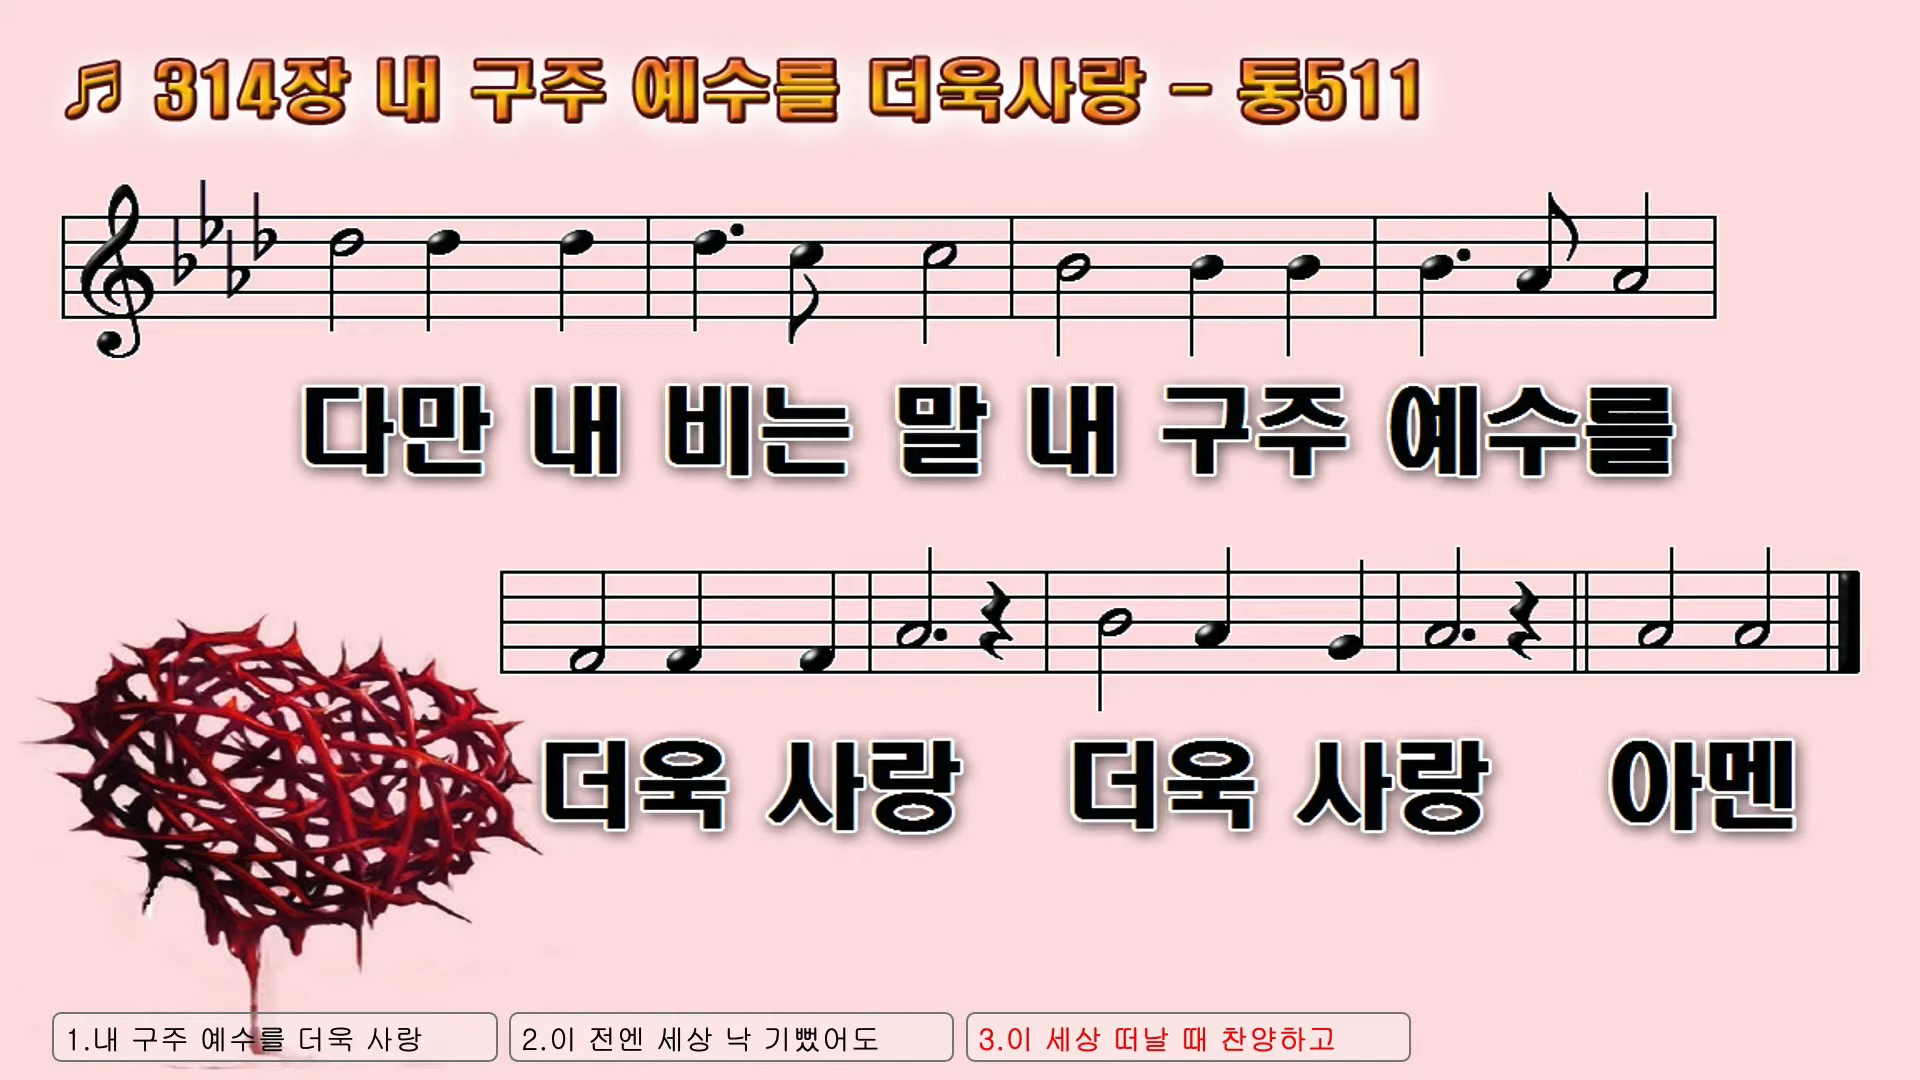 ♬ 314장 내 구주 예수를 더욱사랑 - 통511
다만 내 비는 말 내 구주 예수를
더욱 사랑 더욱 사랑 아멘
1.내 구주 예수를 더욱 사랑
2.이 전엔 세상 낙 기뻤어도
3.이 세상 떠날 때 찬양하고